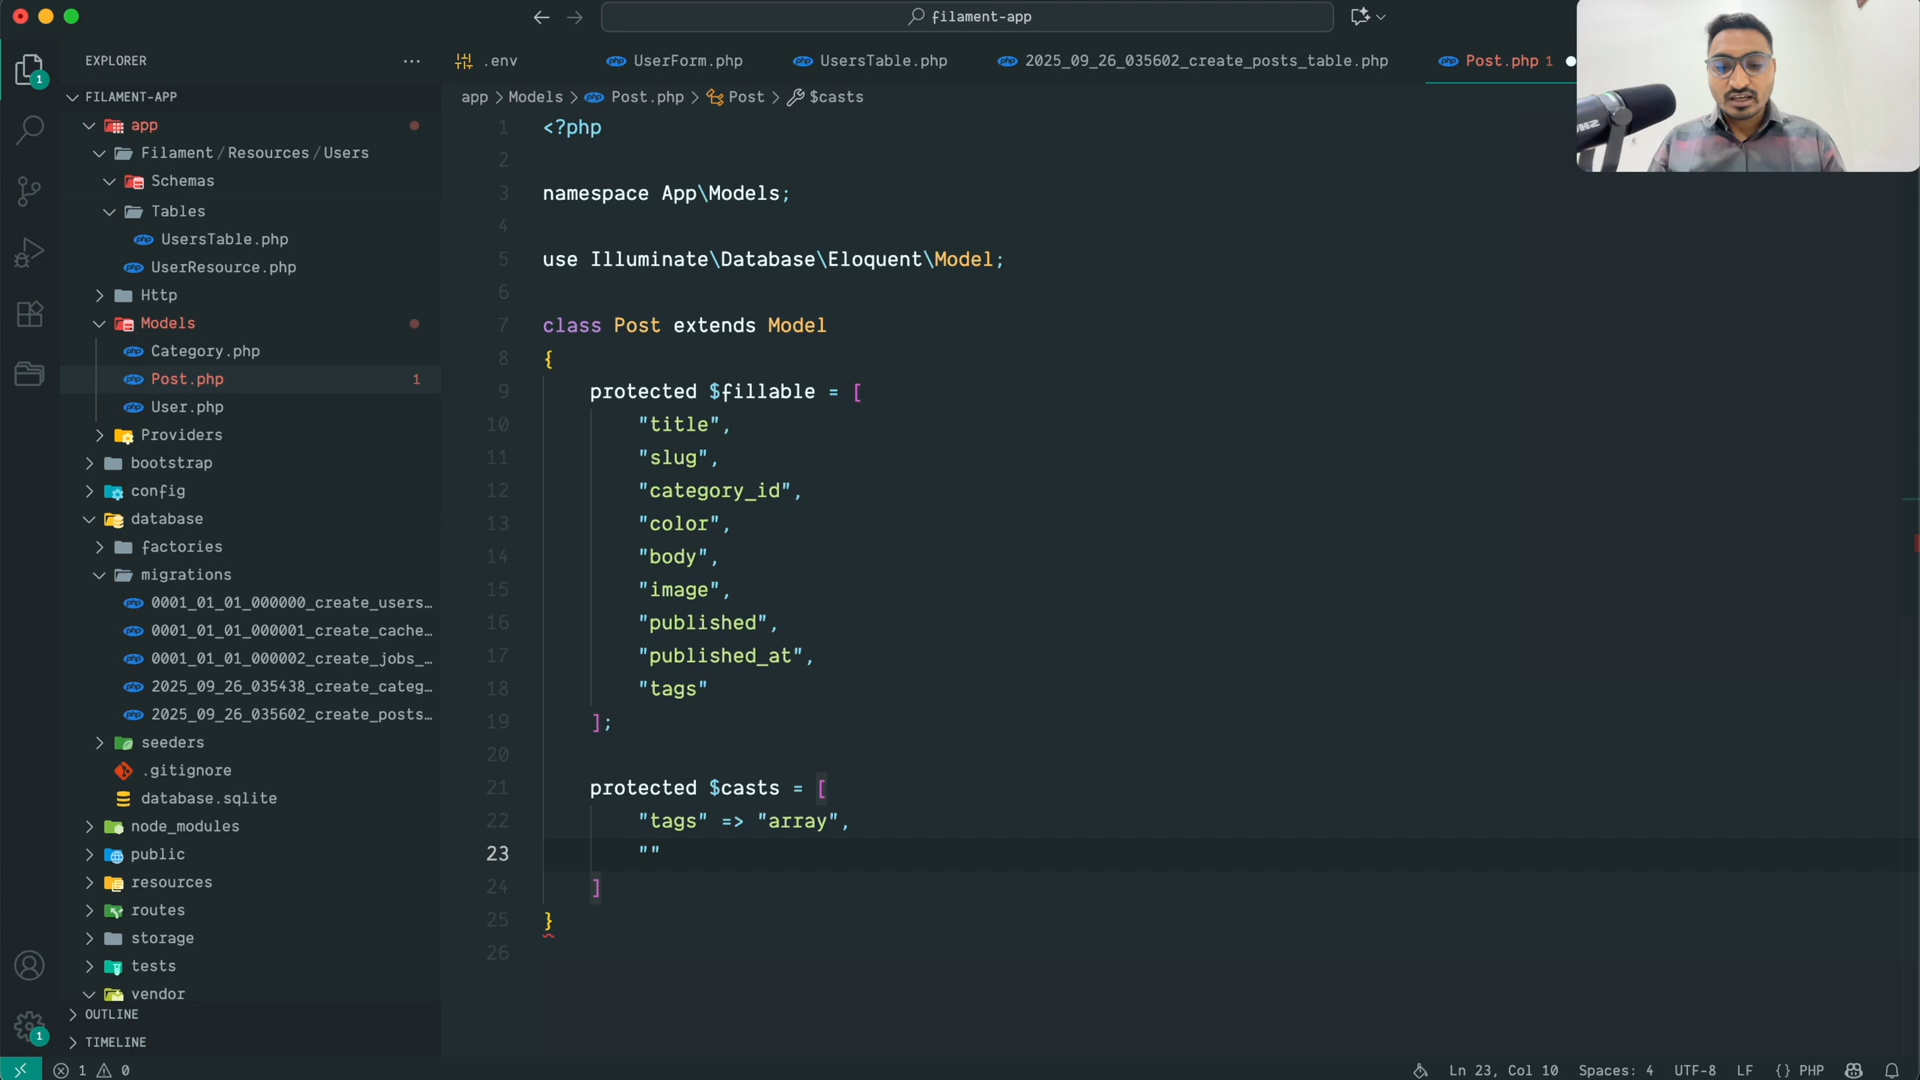 filament-app
EXPLORER
.env
UserForm.php
UsersTable.php
2025_09_26_035602_create_posts_table.php
Post.php 1
FILAMENT-APP
app > Models > Post.php > Post > $casts
app
Filament/Resources/Users
Schemas
Tables
UsersTable.php
UserResource.php
Http
Models
Category.php
Post.php 1
User.php
Providers
bootstrap
config
database
factories
migrations
0001_01_01_000000_create_users...
0001_01_01_000001_create_cache...
0001_01_01_000002_create_jobs_...
2025_09_26_035438_create_categ...
2025_09_26_035602_create_posts...
seeders
.gitignore
database.sqlite
node_modules
public
resources
routes
storage
tests
vendor
OUTLINE
TIMELINE
1 <?php
2
3 namespace App\Models;
4
5 use Illuminate\Database\Eloquent\Model;
6
7 class Post extends Model
8 {
9 protected $fillable = [
10 "title",
11 "slug",
12 "category_id",
13 "color",
14 "body",
15 "image",
16 "published",
17 "published_at",
18 "tags"
19 ];
20
21 protected $casts = [
22 "tags" => "array",
23 ""
24 ]
25 }
26
1
1
1 0
Ln 23, Col 10
Spaces: 4
UTF-8
LF
{} PHP